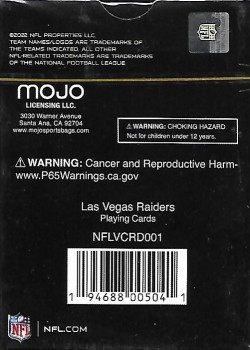 ©2022 NFL PROPERTIES LLC
TEAM NAMES/LOGOS ARE TRADEMARKS OF
THE TEAMS INDICATED. ALL OTHER
NFL-RELATED TRADEMARKS ARE TRADEMARKS
OF THE NATIONAL FOOTBALL LEAGUE.
mojo
LICENSING LLC.
3030 Warner Avenue
Santa Ana, CA 92704
www.mojosportsbags.com
⚠WARNING: CHOKING HAZARD
Not for children under 12 years.
⚠WARNING: Cancer and Reproductive Harm-
www.P65Warnings.ca.gov
Las Vegas Raiders
Playing Cards
NFLVCRD001
1 94688 00504 1
NFL
NFL.COM